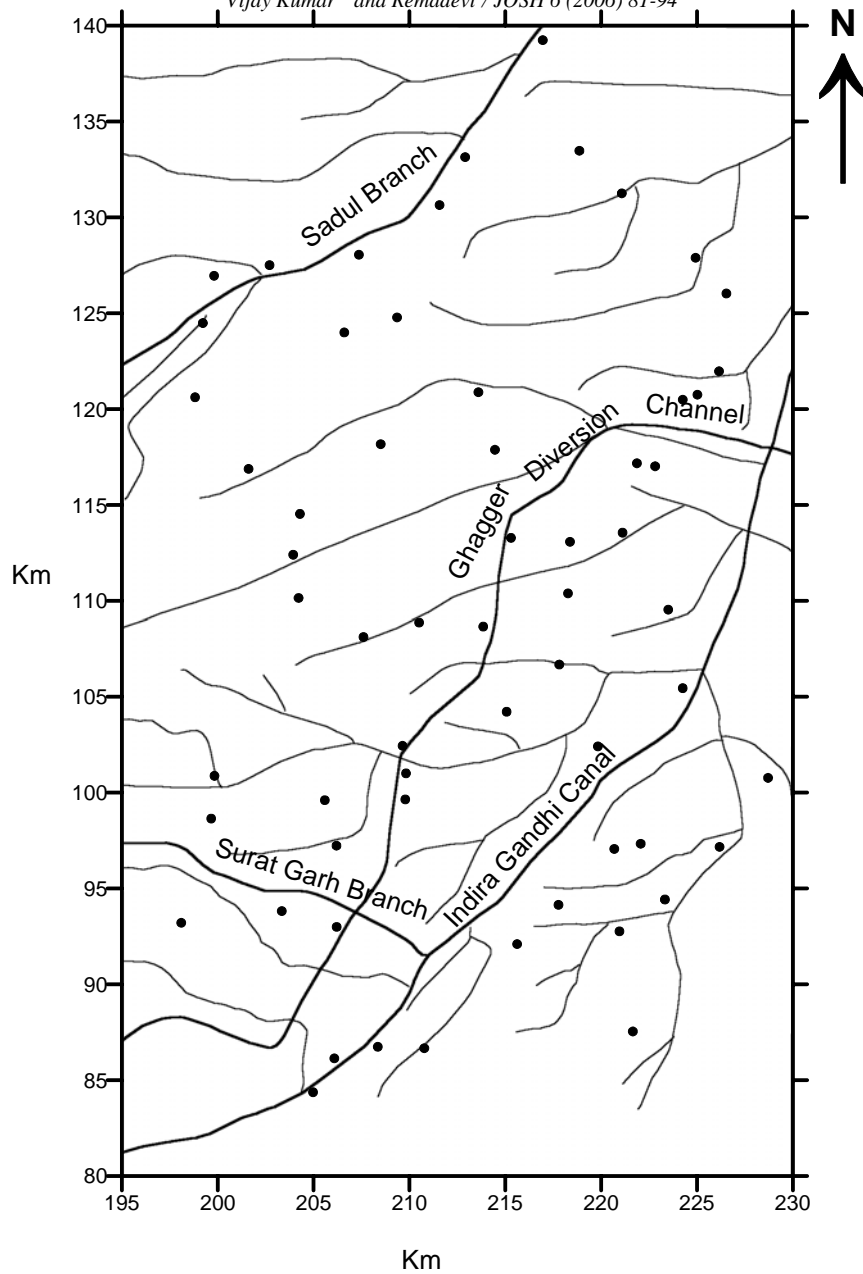 Vijay Kumar and Remadevi / JOSH 6 (2006) 81-94
N
140
135
130
125
120
115
110
105
100
95
90
85
80
Km
Sadul Branch
Channel
Diversion
Ghagger
Indira Gandhi Canal
Surat Garh Branch
195 200 205 210 215 220 225 230
Km